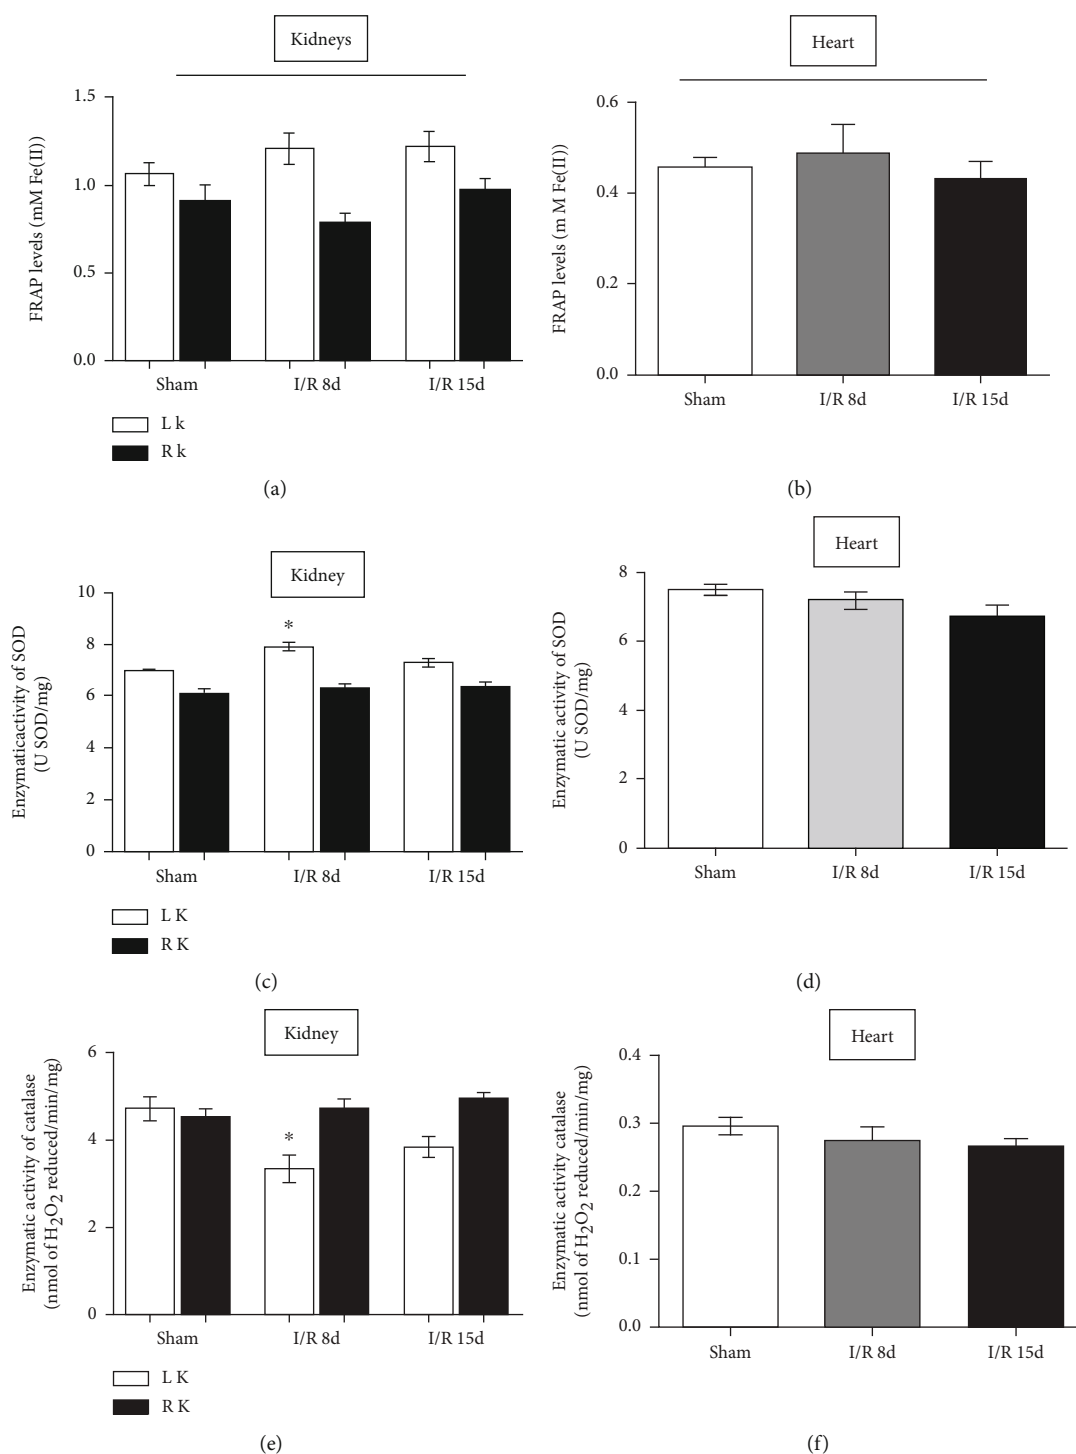 Kidneys
FRAP levels (mM Fe(II))
1.5
1.0
0.5
0.0
Sham
I/R 8d
I/R 15d
L k
R k
(a)
Heart
FRAP levels (m M Fe(II))
0.6
0.4
0.2
0.0
Sham
I/R 8d
I/R 15d
(b)
Kidney
Enzymaticactivity of SOD
(U SOD/mg)
10
8
6
4
2
0
*
Sham
I/R 8d
I/R 15d
L K
R K
(c)
Heart
Enzymatic activity of SOD
(U SOD/mg)
8
6
4
2
0
Sham
I/R 8d
I/R 15d
(d)
Kidney
Enzymatic activity of catalase
(nmol of H₂O₂ reduced/min/mg)
6
4
2
0
*
Sham
I/R 8d
I/R 15d
L K
R K
(e)
Heart
Enzymatic activity catalase
(nmol of H₂O₂ reduced/min/mg)
0.4
0.3
0.2
0.1
0.0
Sham
I/R 8d
I/R 15d
(f)